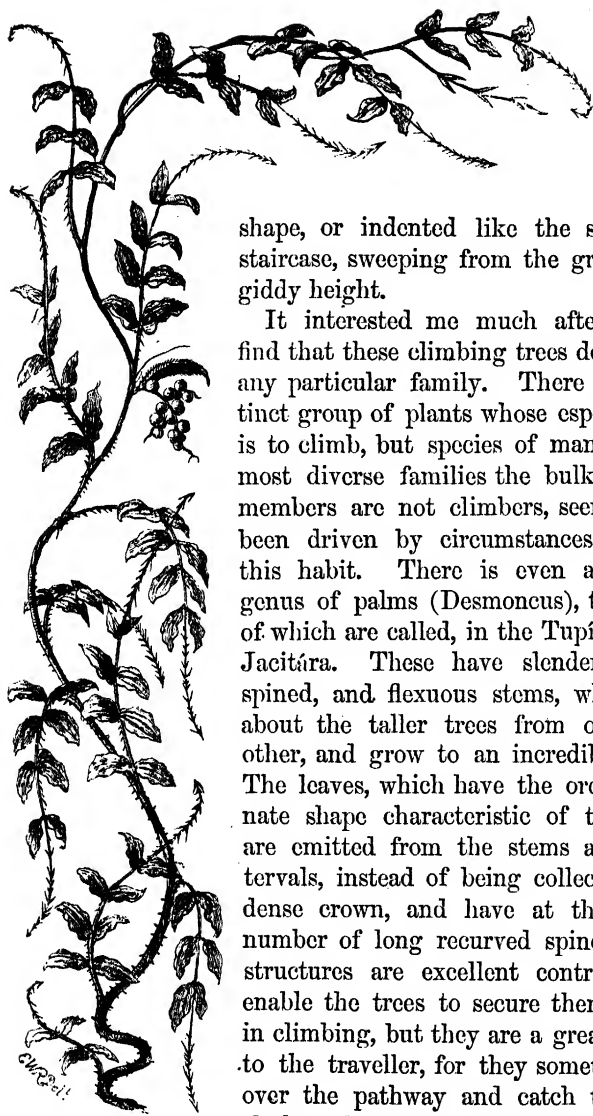 shape, or indented like the s
staircase, sweeping from the gr
giddy height.
It interested me much afte
find that these climbing trees d
any particular family. There
tinct group of plants whose esp
is to climb, but species of man
most diverse families the bulk
members are not climbers, see
been driven by circumstances
this habit. There is even a
genus of palms (Desmoncus), t
of which are called, in the Tupí
Jacitára. These have slender
spined, and flexuous stems, w
about the taller trees from o
other, and grow to an incredi
The leaves, which have the or
nate shape characteristic of t
are emitted from the stems a
tervals, instead of being collec
dense crown, and have at th
number of long recurved spin
structures are excellent contr
enable the trees to secure the
in climbing, but they are a grea
to the traveller, for they some
over the pathway and catch t